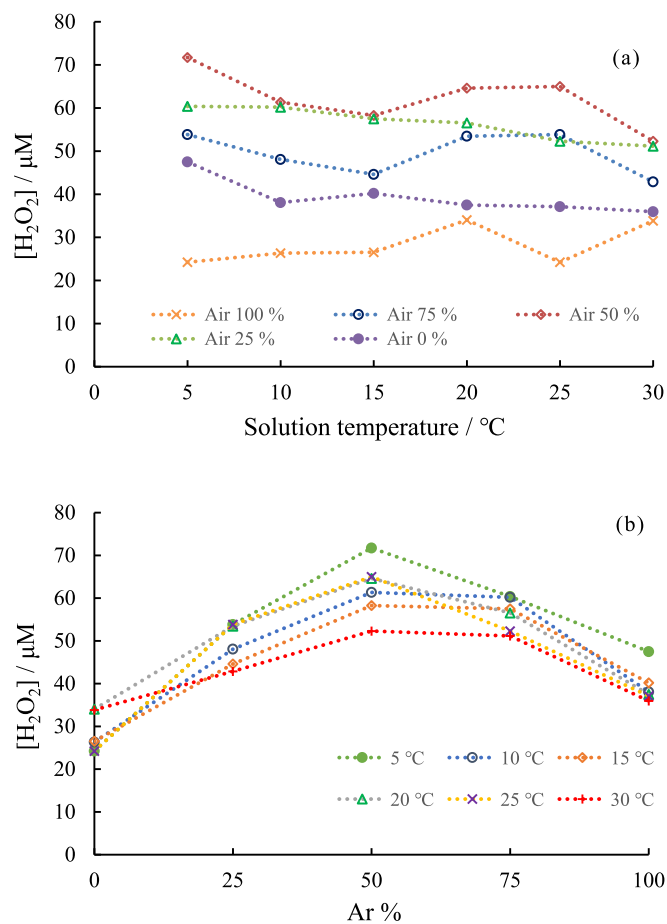 80
(a)
70
60
50
40
30
20
10
0
[H₂O₂] / μM
Air 100 % Air 75 % Air 50 %
Air 25 % Air 0 %
0 5 10 15 20 25 30
Solution temperature / °C
80
(b)
70
60
50
40
30
20
10
0
[H₂O₂] / μM
5 °C 10 °C 15 °C
20 °C 25 °C 30 °C
0 25 50 75 100
Ar %